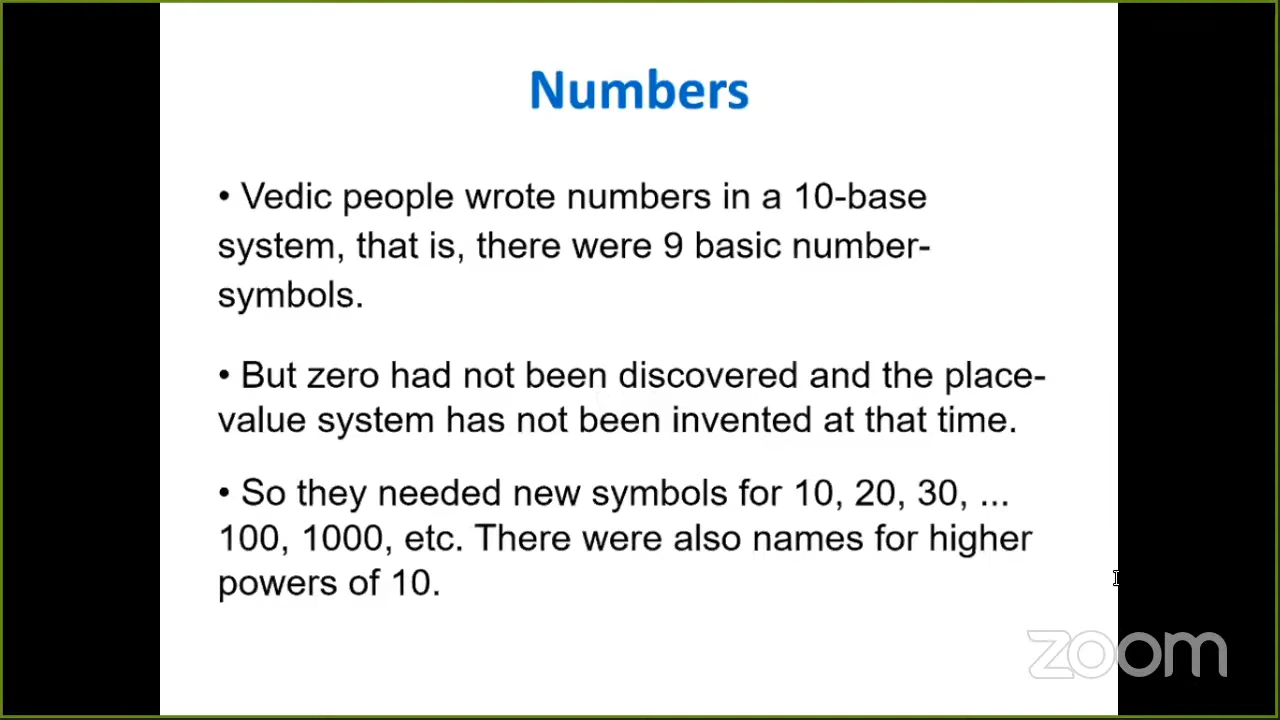 Numbers
• Vedic people wrote numbers in a 10-base
system, that is, there were 9 basic number-
symbols.
• But zero had not been discovered and the place-
value system has not been invented at that time.
• So they needed new symbols for 10, 20, 30, ...
100, 1000, etc. There were also names for higher
powers of 10.
zoom